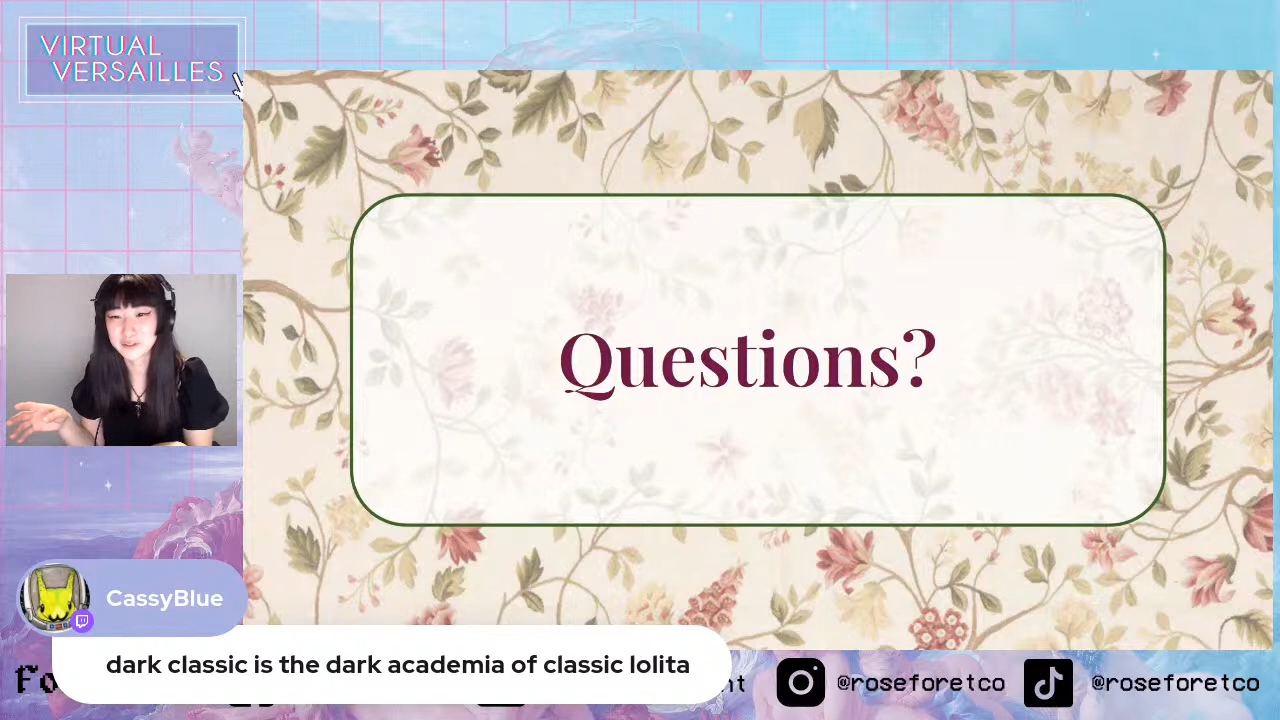 VIRTUAL
VERSAILLES
Questions?
CassyBlue
dark classic is the dark academia of classic lolita
@roseforetco
@roseforetco